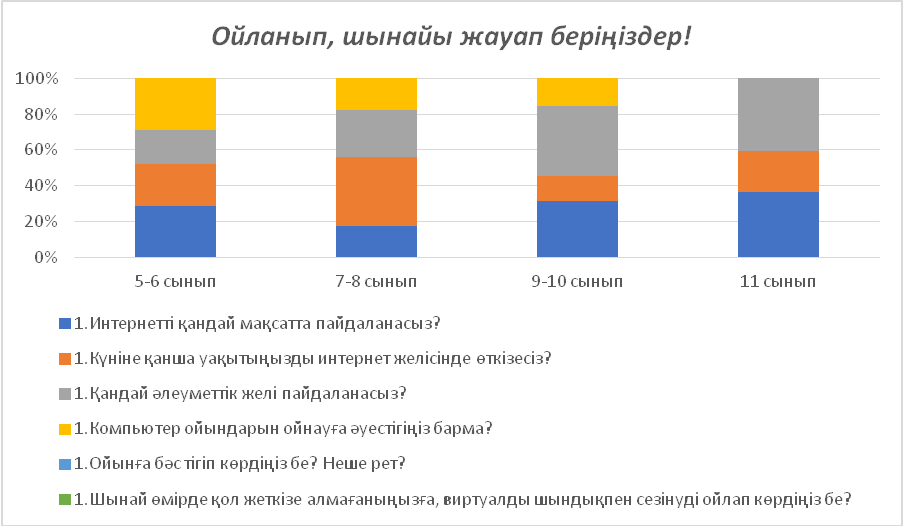 Ойланып, шынайы жауап беріңіздер!
100%
80%
60%
40%
20%
0%
5-6 сынып 7-8 сынып 9-10 сынып 11 сынып
1.Интернетті қандай мақсатта пайдаланасыз?
1.Күніне қанша уақытыңызды интернет желісінде өткізесіз?
1.Қандай әлеуметтік желі пайдаланасыз?
1.Компьютер ойындарын ойнауға әуестігіңіз барма?
1.Ойынға бәс тігіп көрдіңіз бе? Неше рет?
1.Шынай өмірде қол жеткізе алмағаныңызға, виртуалды шындықпен сезінуді ойлап көрдіңіз бе?